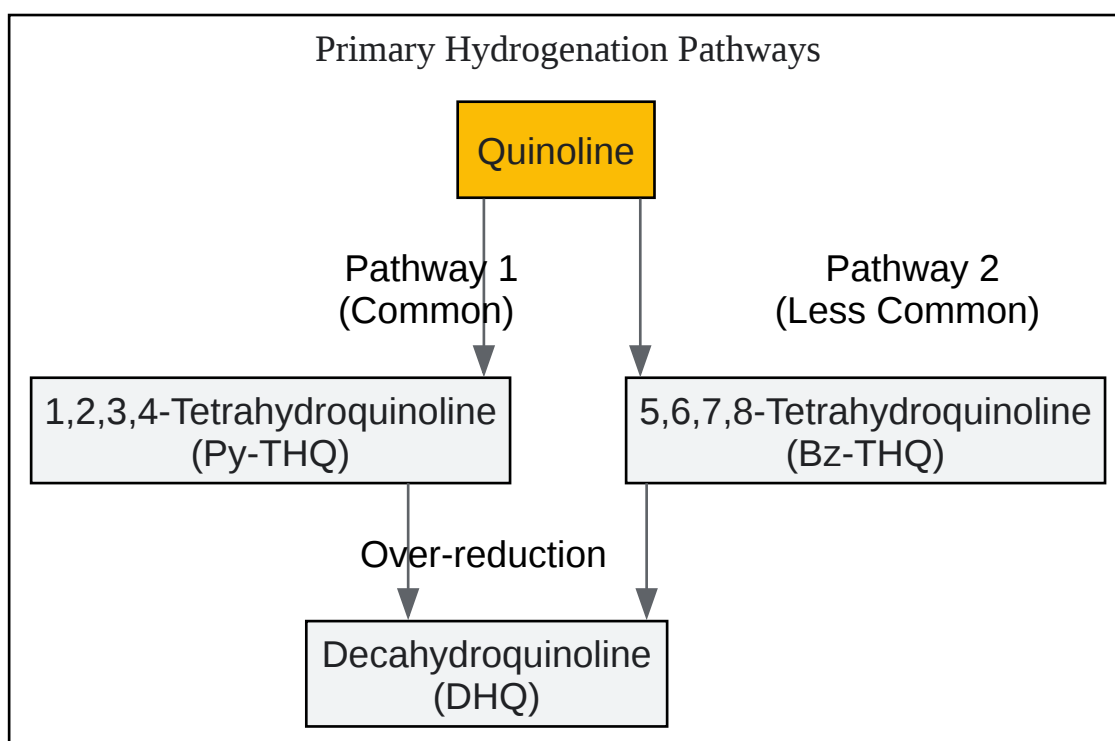 Primary Hydrogenation Pathways
Quinoline
Pathway 1
(Common)
Pathway 2
(Less Common)
1,2,3,4-Tetrahydroquinoline
(Py-THQ)
5,6,7,8-Tetrahydroquinoline
(Bz-THQ)
Over-reduction
Decahydroquinoline
(DHQ)